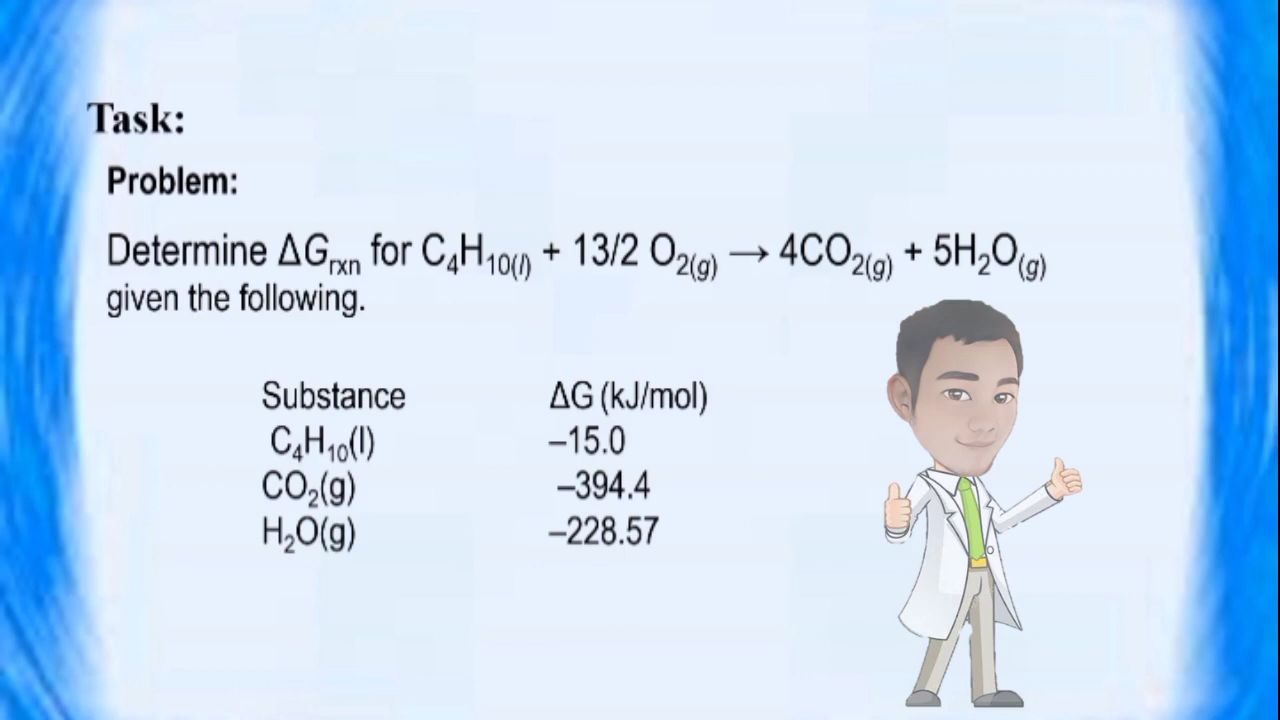 Task:
Problem:
Determine ΔG_rxn for C₄H₁₀₍l₎ + 13/2 O₂₍g₎ → 4CO₂₍g₎ + 5H₂O₍g₎
given the following.
Substance ΔG (kJ/mol)
C₄H₁₀(l) –15.0
CO₂(g) –394.4
H₂O(g) –228.57